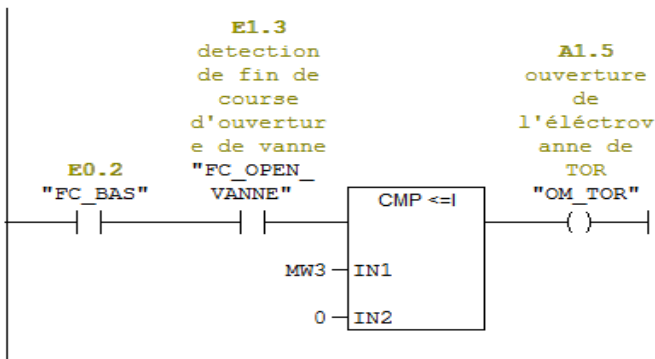 E1.3
detection
de fin de
course
d'ouvertur
e de vanne
"FC_OPEN_
VANNE"
A1.5
ouverture
de
l'éléctrov
anne de
TOR
"OM_TOR"
E0.2
"FC_BAS"
CMP <=I
MW3
IN1
0
IN2